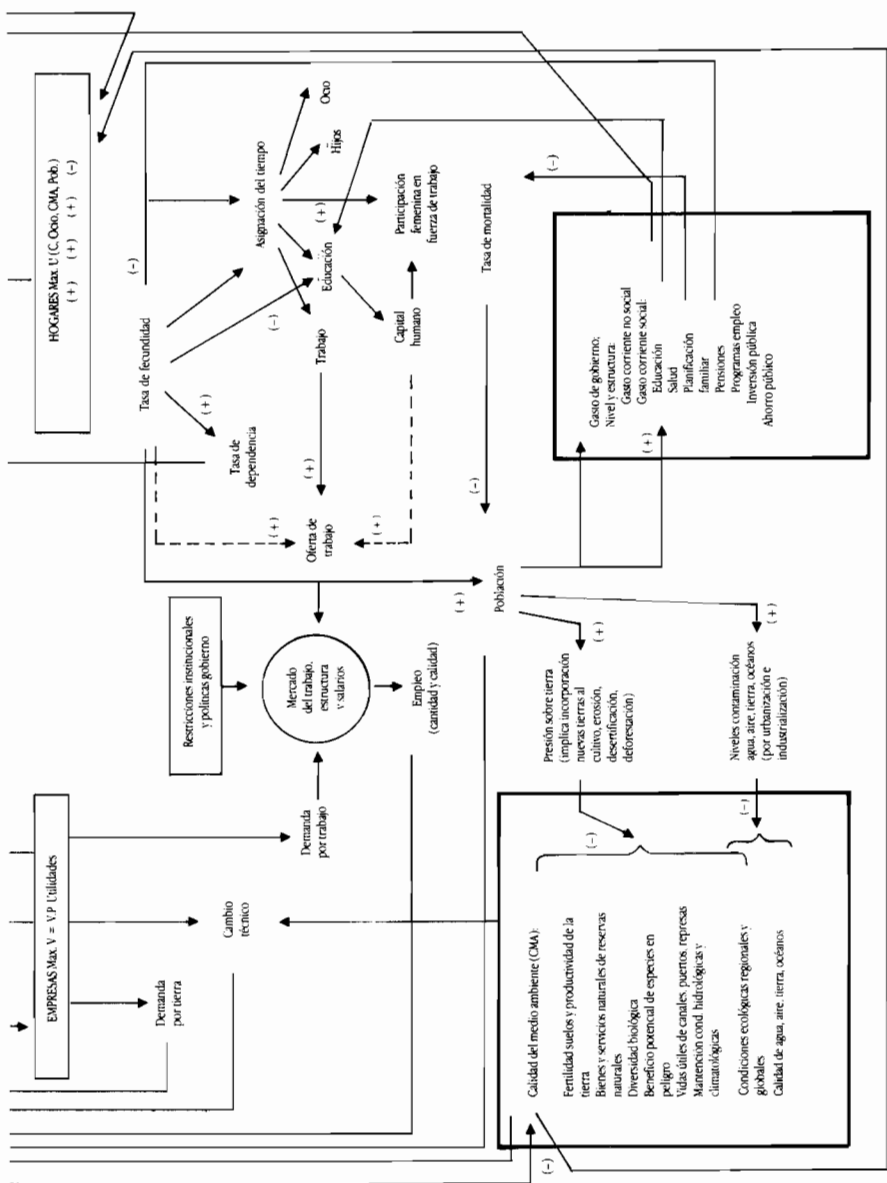 HOGARES Max. U (C, Ocio, CMA, Pob.)
(+) (+) (+) (-)
EMPRESAS Max. V = V.P. Utilidades
Restricciones institucionales
y políticas gobierno
Tasa de fecundidad
(-)
Asignación del tiempo
Ocio
Hijos
(+)
Tasa de
dependencia
(-)
Educación
(+)
Participación
femenina en
fuerza de trabajo
Trabajo
Capital
humano
(+)
(+)
Oferta de
trabajo
(+)
Demanda
por tierra
Cambio
técnico
Demanda
por trabajo
Mercado
del trabajo,
estructura
y salarios
Empleo
(cantidad y calidad)
Tasa de mortalidad
(-)
(-)
(+)
Población
(+)
Presión sobre tierra
(implica incorporación
nuevas tierras al
cultivo, erosión,
desertificación,
deforestación)
(+)
Niveles contaminación
agua, aire, tierra, océanos
(por urbanización e
industrialización)
(+)
Gasto de gobierno;
Nivel y estructura:
Gasto corriente no social
Gasto corriente social:
Educación
Salud
Planificación
familiar
Pensiones
Programas empleo
Inversión pública
Ahorro público
(-)
Calidad del medio ambiente (CMA):
Fertilidad suelos y productividad de la
tierra
Bienes y servicios naturales de reservas
naturales
Diversidad biológica
Beneficio potencial de especies en
peligro
Vidas útiles de canales, puertos, represas
Mantención cond. hidrológicas y
climatológicas
Condiciones ecológicas regionales y
globales
Calidad de agua, aire, tierra, océanos
(-)
(-)